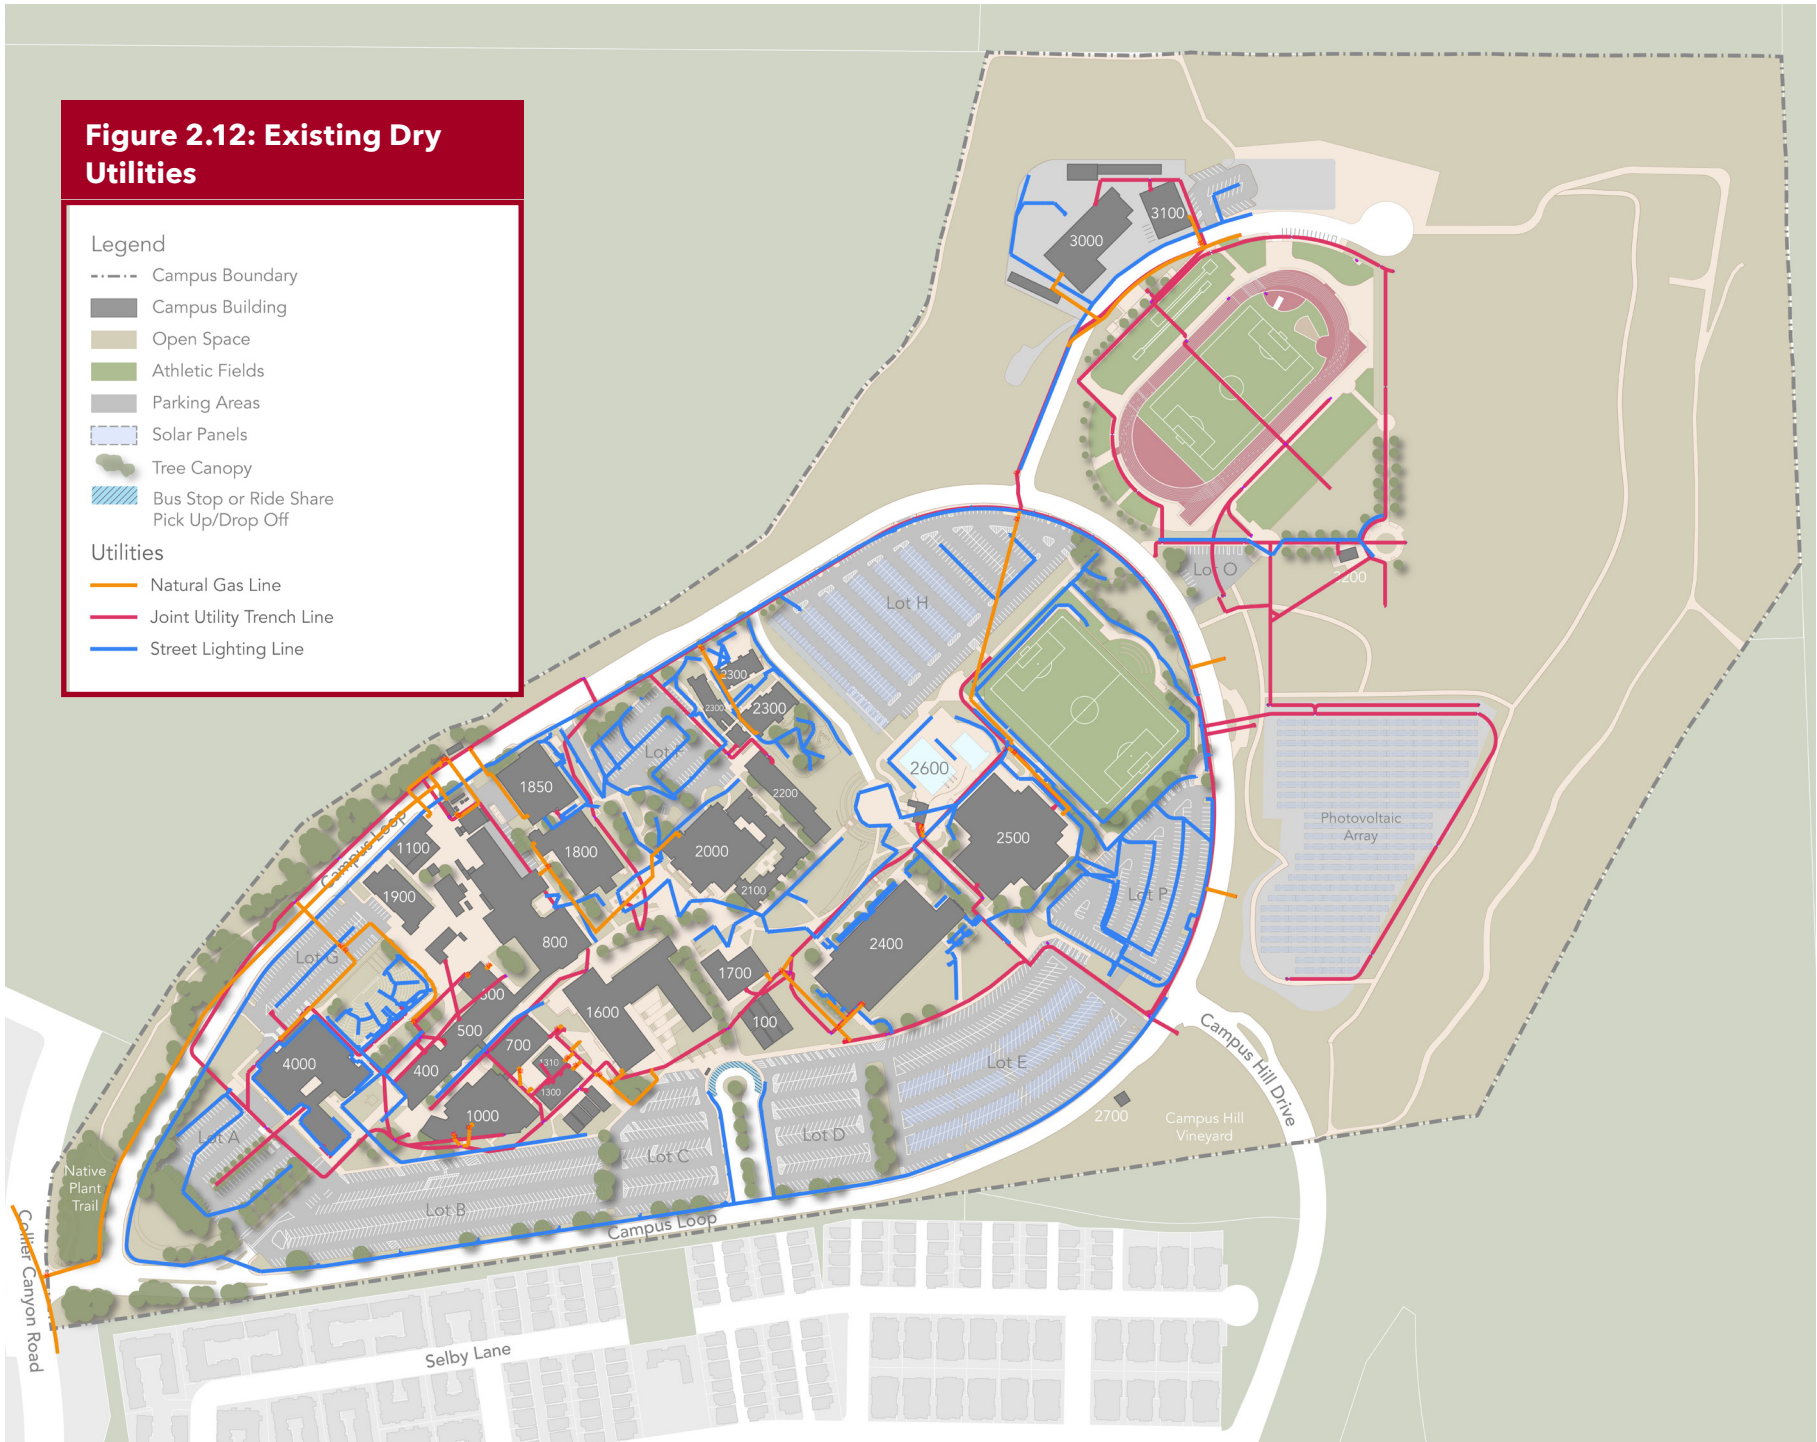 Figure 2.12: Existing Dry
Utilities
Legend
Campus Boundary
Campus Building
Open Space
Athletic Fields
Parking Areas
Solar Panels
Tree Canopy
Bus Stop or Ride Share
Pick Up/Drop Off
Utilities
Natural Gas Line
Joint Utility Trench Line
Street Lighting Line
3100
3000
Lot O
3200
Lot H
2300
2300
2300
Lot F
2600
1850
2200
Photovoltaic
Array
2500
Campus Loop
1100
1800
2000
2100
Lot P
1900
800
2400
Lot G
1700
600
1600
100
500
700
Campus Hill Drive
4000
400
1310
1300
Lot E
1000
2700
Campus Hill
Vineyard
Lot A
Lot D
Lot C
Native
Plant
Trail
Lot B
Campus Loop
Collier Canyon Road
Selby Lane